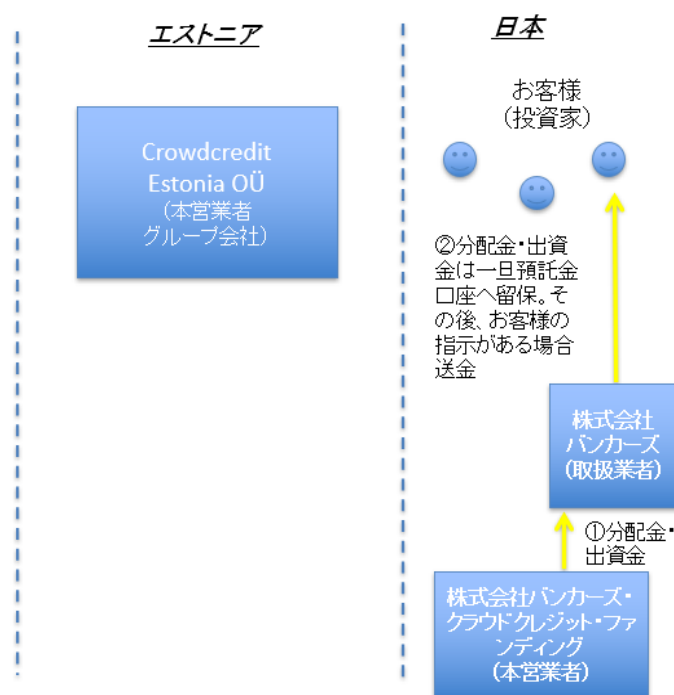 エストニア
Crowdcredit
Estonia OÜ
(本営業者
グループ会社)
日本
お客様
(投資家)
②分配金・出資
金は一旦預託金
口座へ留保。そ
の後、お客様の
指示がある場合
送金
株式会社
バンカーズ
(取扱業者)
①分配金・
出資金
株式会社バンカーズ・
クラウドクレジット・ファ
ンディング
(本営業者)